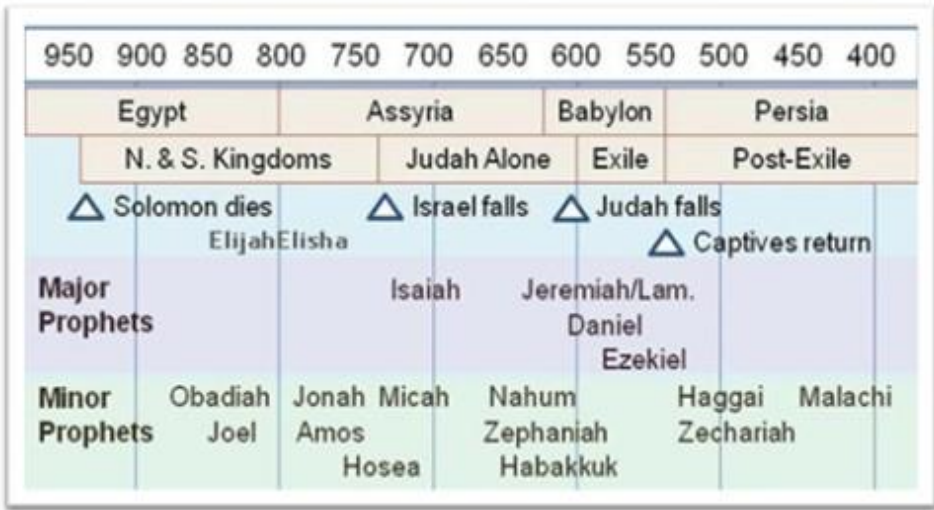 950 900 850 800 750 700 650 600 550 500 450 400
Egypt Assyria Babylon Persia
N. & S. Kingdoms Judah Alone Exile Post-Exile
Solomon dies Israel falls Judah falls
ElijahElisha Captives return
Major Isaiah Jeremiah/Lam.
Prophets Daniel
Ezekiel
Minor Obadiah Jonah Micah Nahum Haggai Malachi
Prophets Joel Amos Zephaniah Zechariah
Hosea Habakkuk